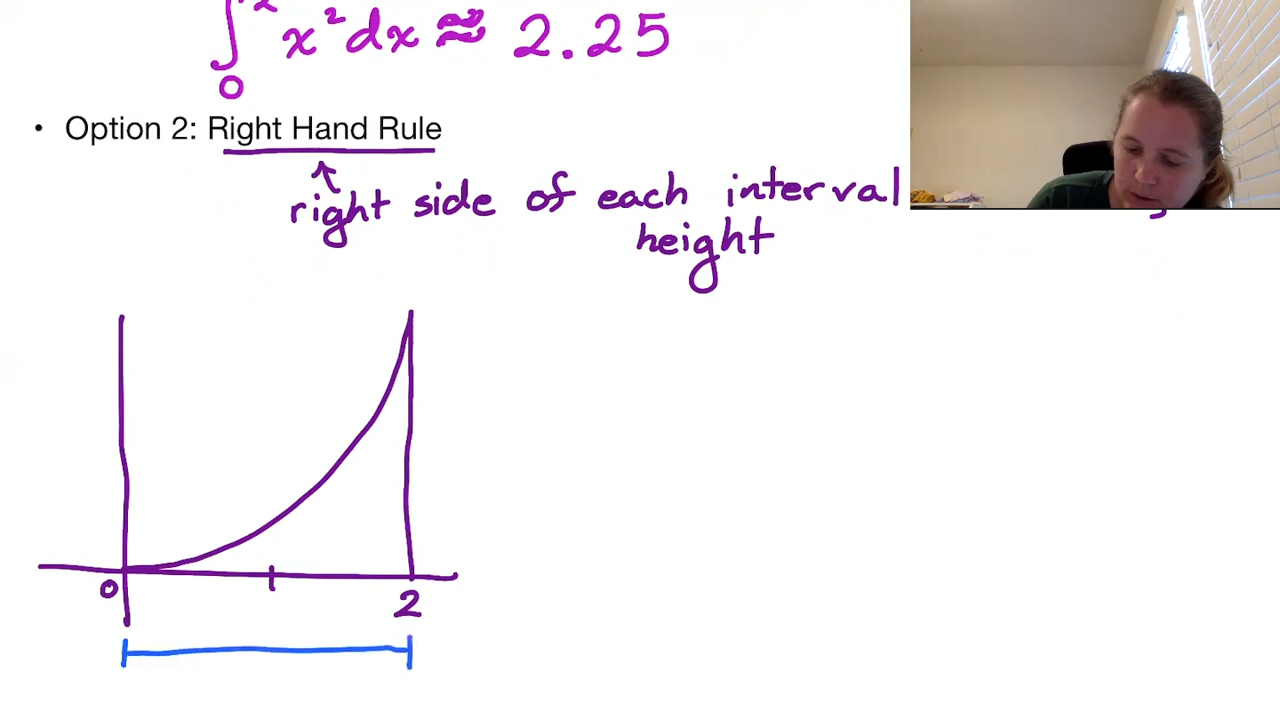 ∫₀² x² dx ≈ 2.25
• Option 2: Right Hand Rule
↑
right side of each interval
height
0
2